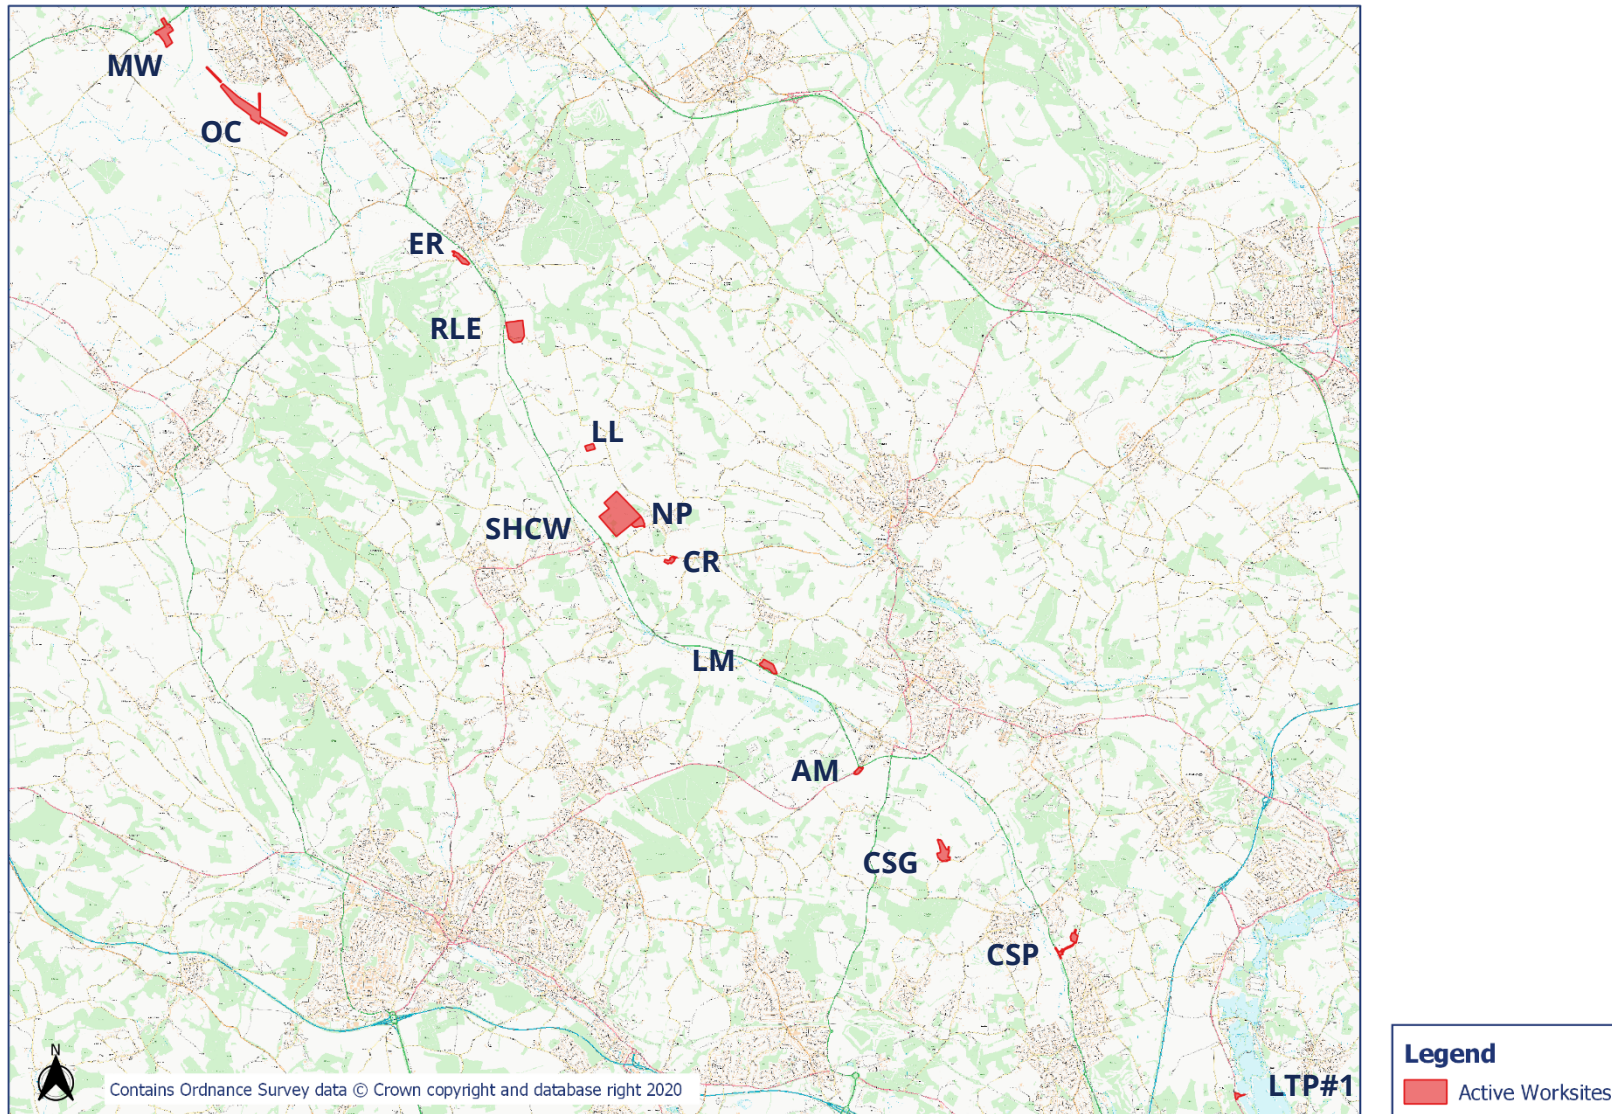 MW
OC
ER
RLE
LL
NP
SHCW
CR
LM
AM
CSG
CSP
LTP#1
N
Contains Ordnance Survey data © Crown copyright and database right 2020
Legend
Active Worksites